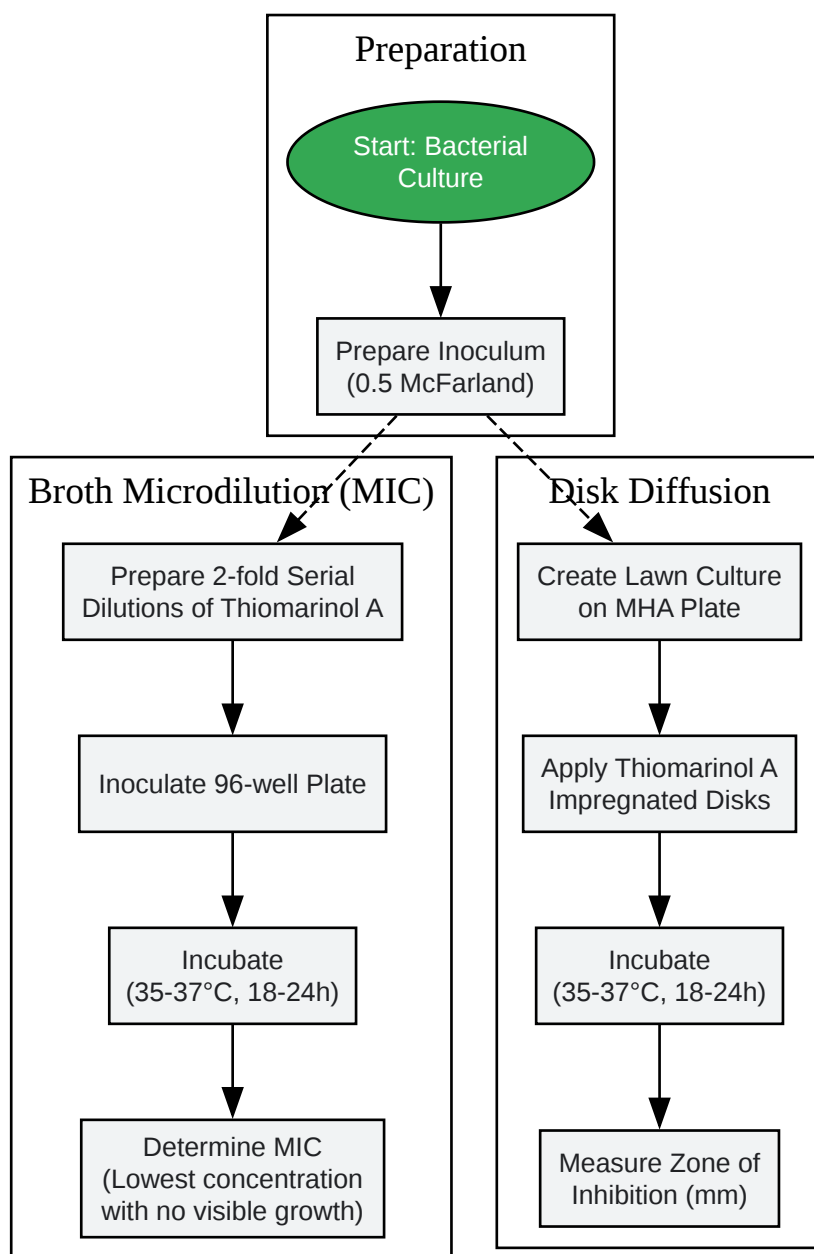 Preparation
Start: Bacterial
Culture
Prepare Inoculum
(0.5 McFarland)
Broth Microdilution (MIC)
Prepare 2-fold Serial
Dilutions of Thiomarinol A
Inoculate 96-well Plate
Incubate
(35-37°C, 18-24h)
Determine MIC
(Lowest concentration
with no visible growth)
Disk Diffusion
Create Lawn Culture
on MHA Plate
Apply Thiomarinol A
Impregnated Disks
Incubate
(35-37°C, 18-24h)
Measure Zone of
Inhibition (mm)